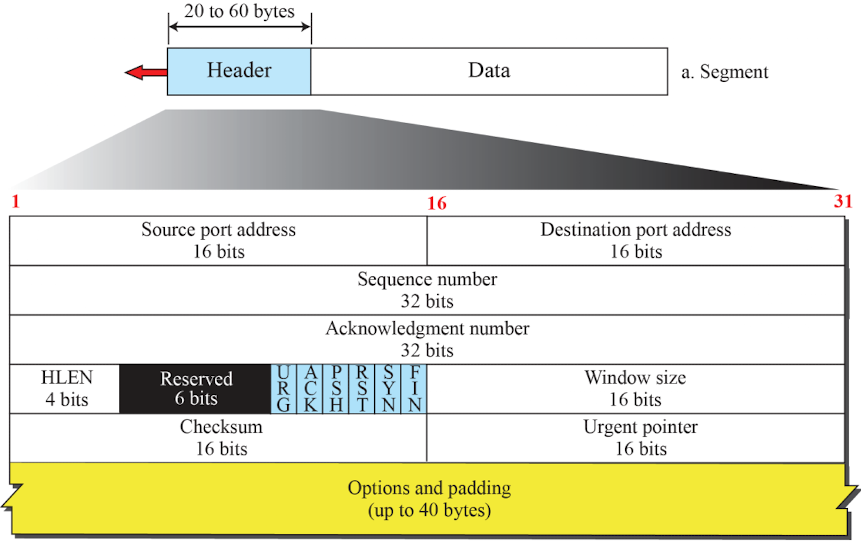 20 to 60 bytes
Header
Data
a. Segment
1
16
31
Source port address
16 bits
Destination port address
16 bits
Sequence number
32 bits
Acknowledgment number
32 bits
HLEN
4 bits
Reserved
6 bits
URG
ACK
PSH
RST
SYN
FIN
Window size
16 bits
Checksum
16 bits
Urgent pointer
16 bits
Options and padding
(up to 40 bytes)